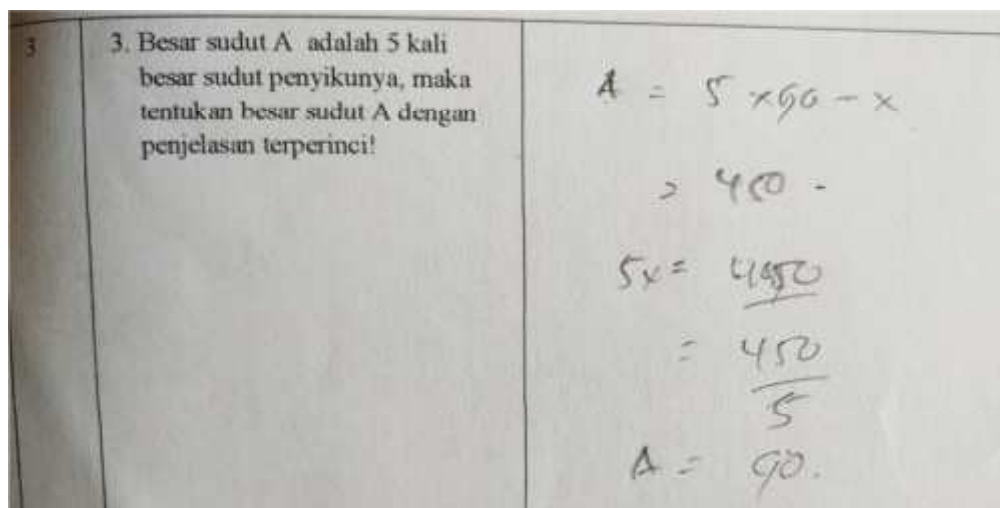 3
3. Besar sudut A adalah 5 kali
besar sudut penyikunya, maka
tentukan besar sudut A dengan
penjelasan terperinci!
A = 5 × 90 - x
= 450 -
5x = 4450
= 450
5
A = 90.